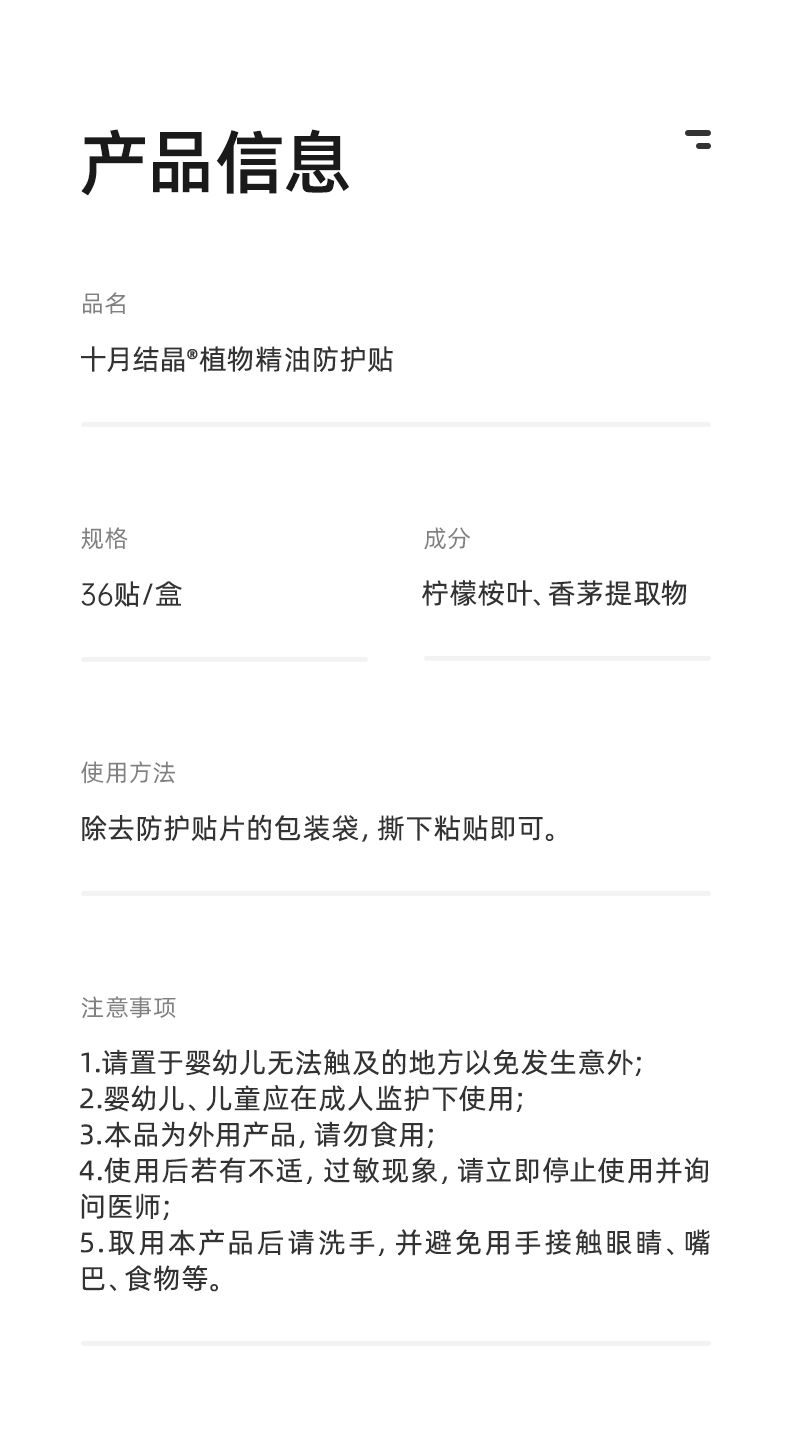 产品信息
品名
十月结晶®植物精油防护贴
规格
36贴/盒
成分
柠檬桉叶、香茅提取物
使用方法
除去防护贴片的包装袋, 撕下粘贴即可。
注意事项
1.请置于婴幼儿无法触及的地方以免发生意外;
2.婴幼儿、儿童应在成人监护下使用;
3.本品为外用产品, 请勿食用;
4.使用后若有不适, 过敏现象, 请立即停止使用并询
问医师;
5.取用本产品后请洗手, 并避免用手接触眼睛、嘴
巴、食物等。